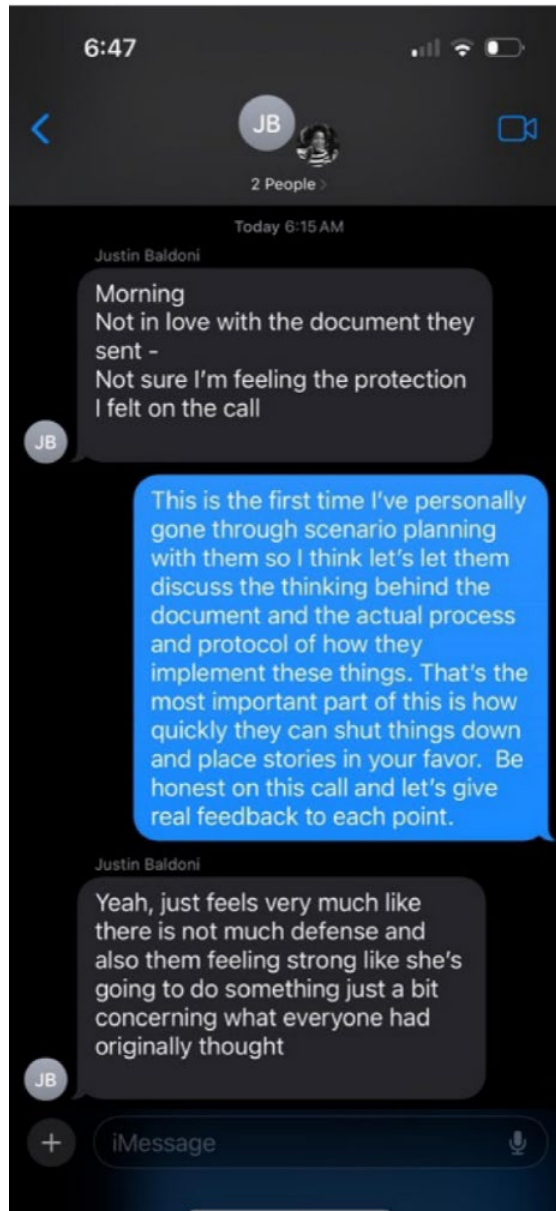 6:47
JB
2 People >
Today 6:15 AM
Justin Baldoni
Morning
Not in love with the document they
sent -
Not sure I'm feeling the protection
I felt on the call
JB
This is the first time I've personally
gone through scenario planning
with them so I think let's let them
discuss the thinking behind the
document and the actual process
and protocol of how they
implement these things. That's the
most important part of this is how
quickly they can shut things down
and place stories in your favor.  Be
honest on this call and let's give
real feedback to each point.
Justin Baldoni
Yeah, just feels very much like
there is not much defense and
also them feeling strong like she's
going to do something just a bit
concerning what everyone had
originally thought
JB
iMessage